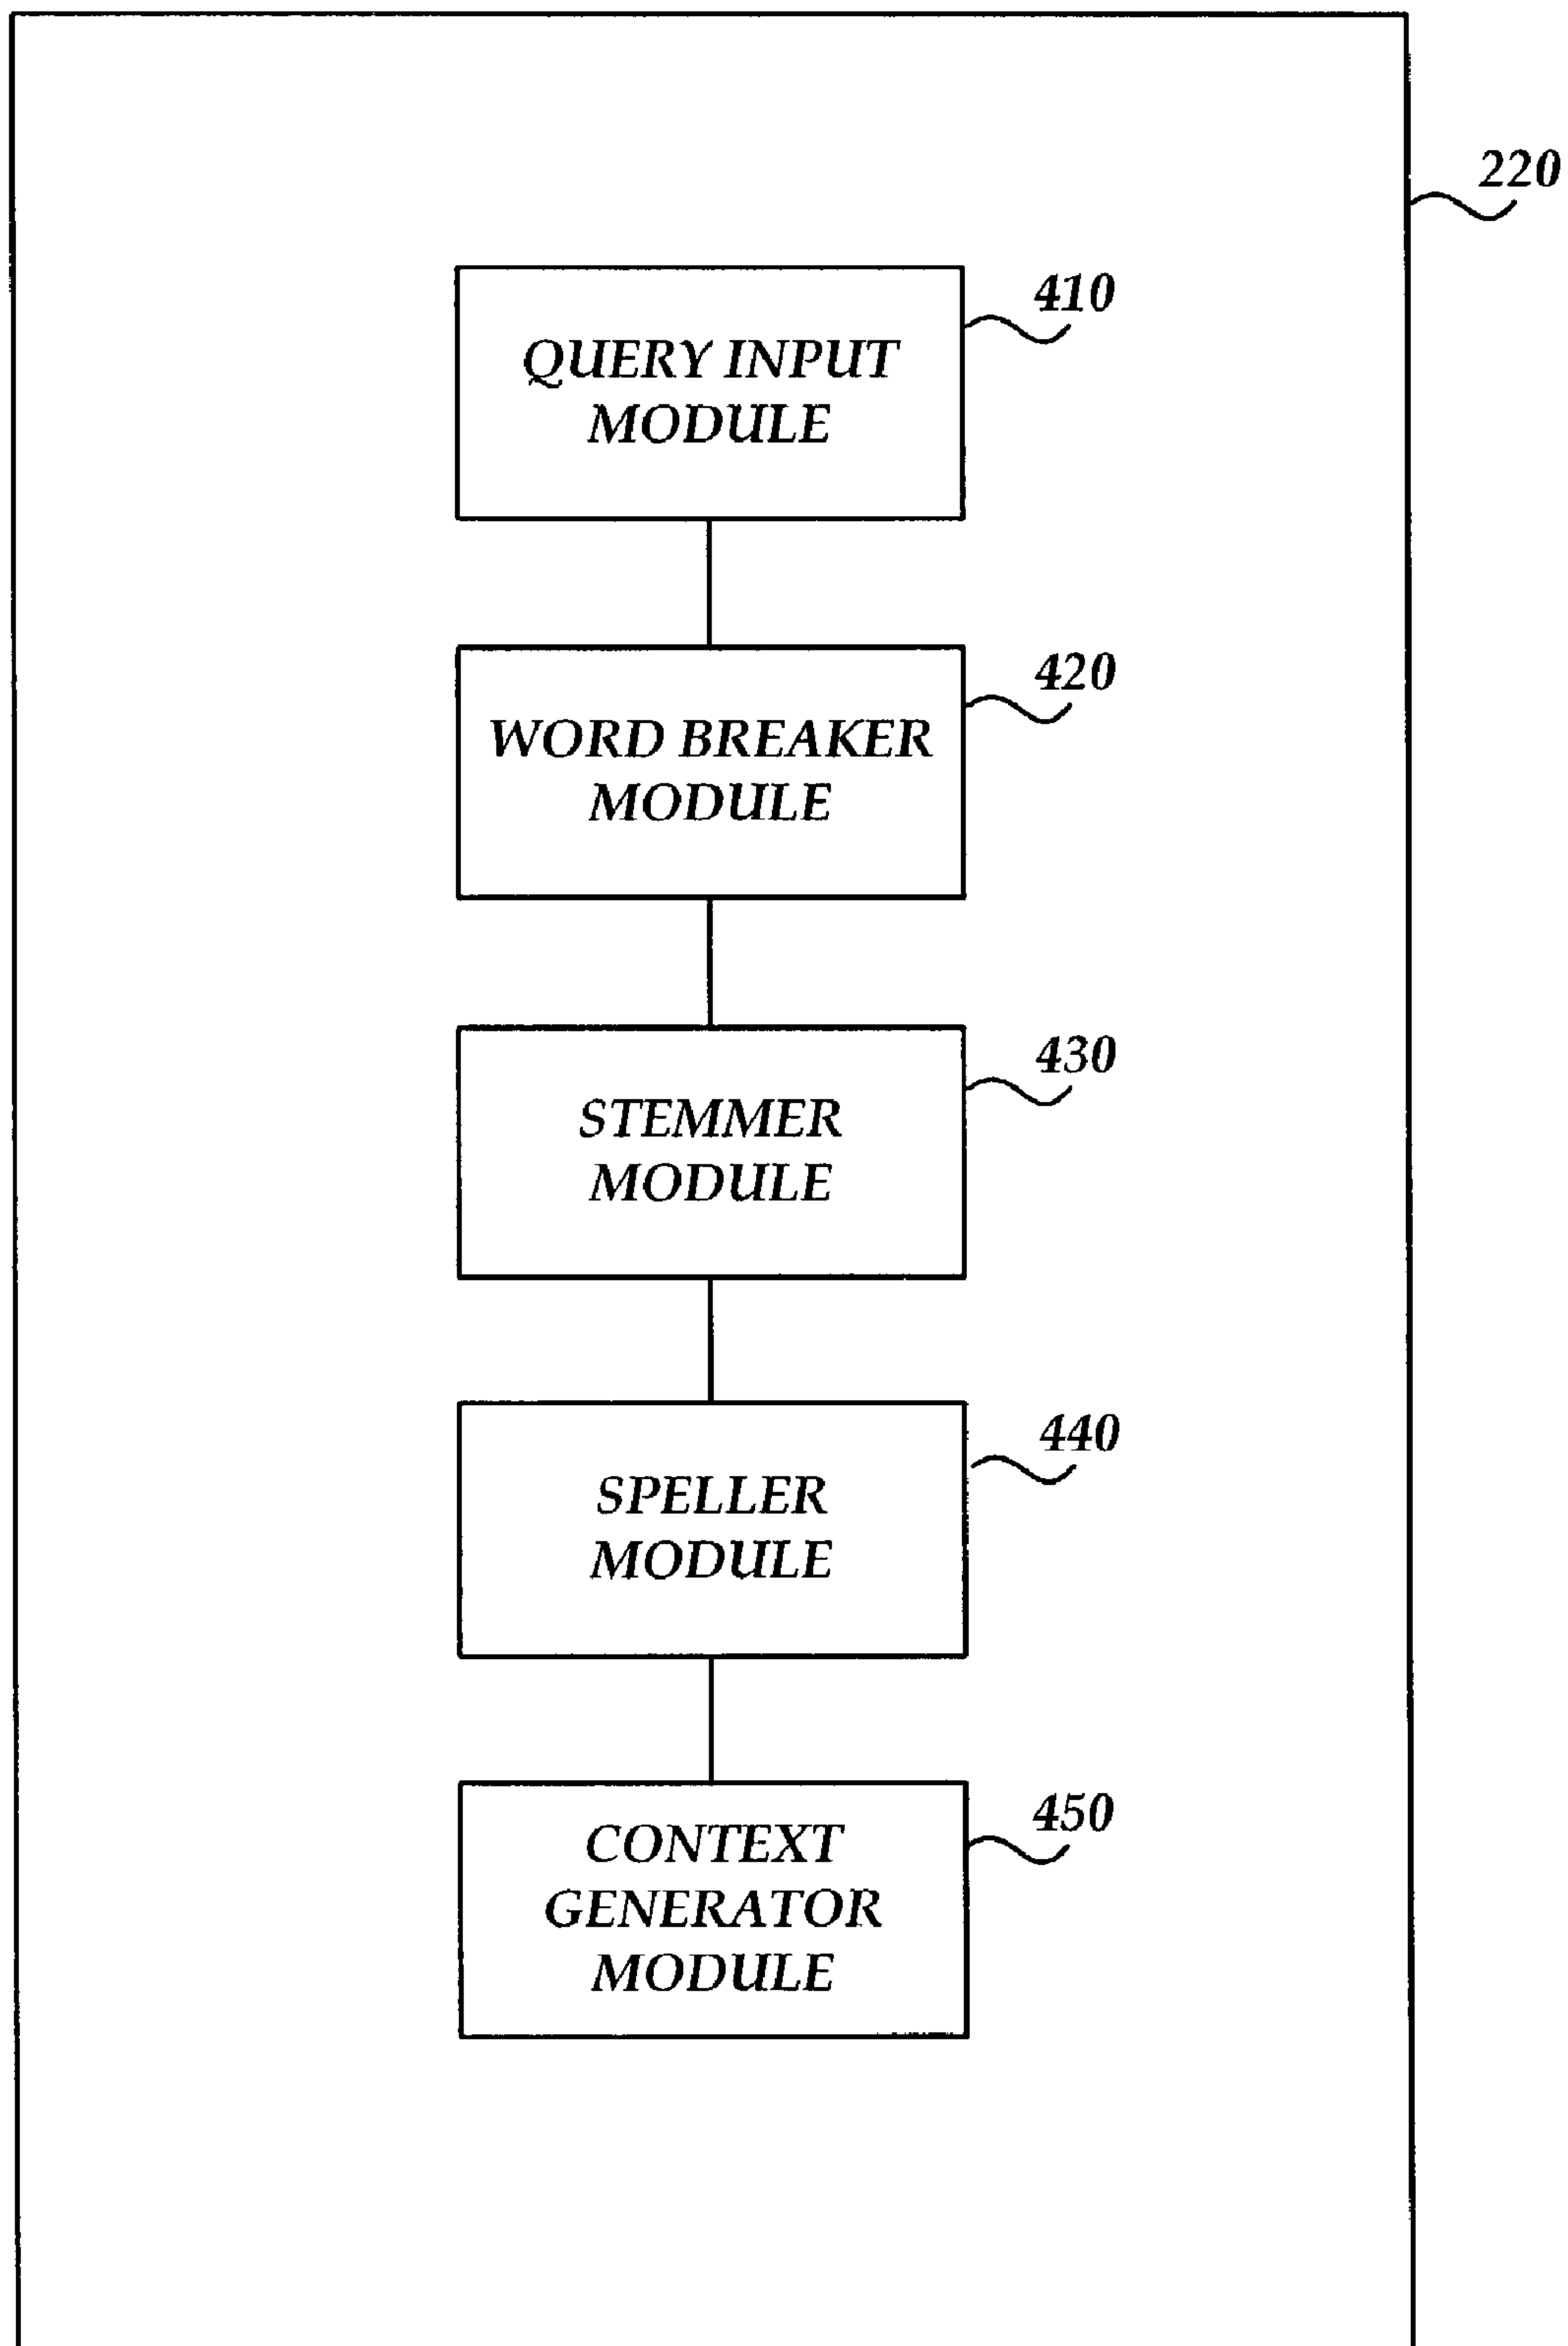 220
410
QUERY INPUT
MODULE
420
WORD BREAKER
MODULE
430
STEMMER
MODULE
440
SPELLER
MODULE
450
CONTEXT
GENERATOR
MODULE